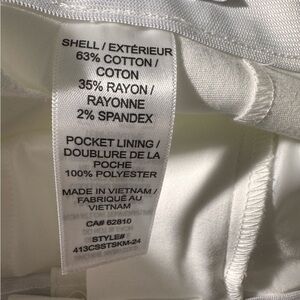 SHELL / EXTÉRIEUR
63% COTTON /
COTON
35% RAYON /
RAYONNE
2% SPANDEX
POCKET LINING /
DOUBLURE DE LA
POCHE
100% POLYESTER
MADE IN VIETNAM /
FABRIQUÉ AU
VIETNAM
CA# 62810
STYLE#
413CSSTSKM-24